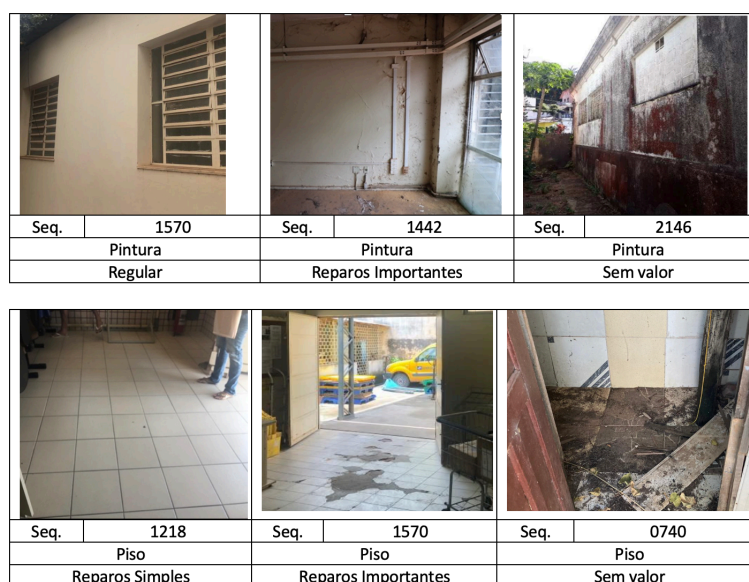 Seq. 1570 Seq. 1442 Seq. 2146
Pintura Pintura Pintura
Regular Reparos Importantes Sem valor
Seq. 1218 Seq. 1570 Seq. 0740
Piso Piso Piso
Reparos Simples Reparos Importantes Sem valor